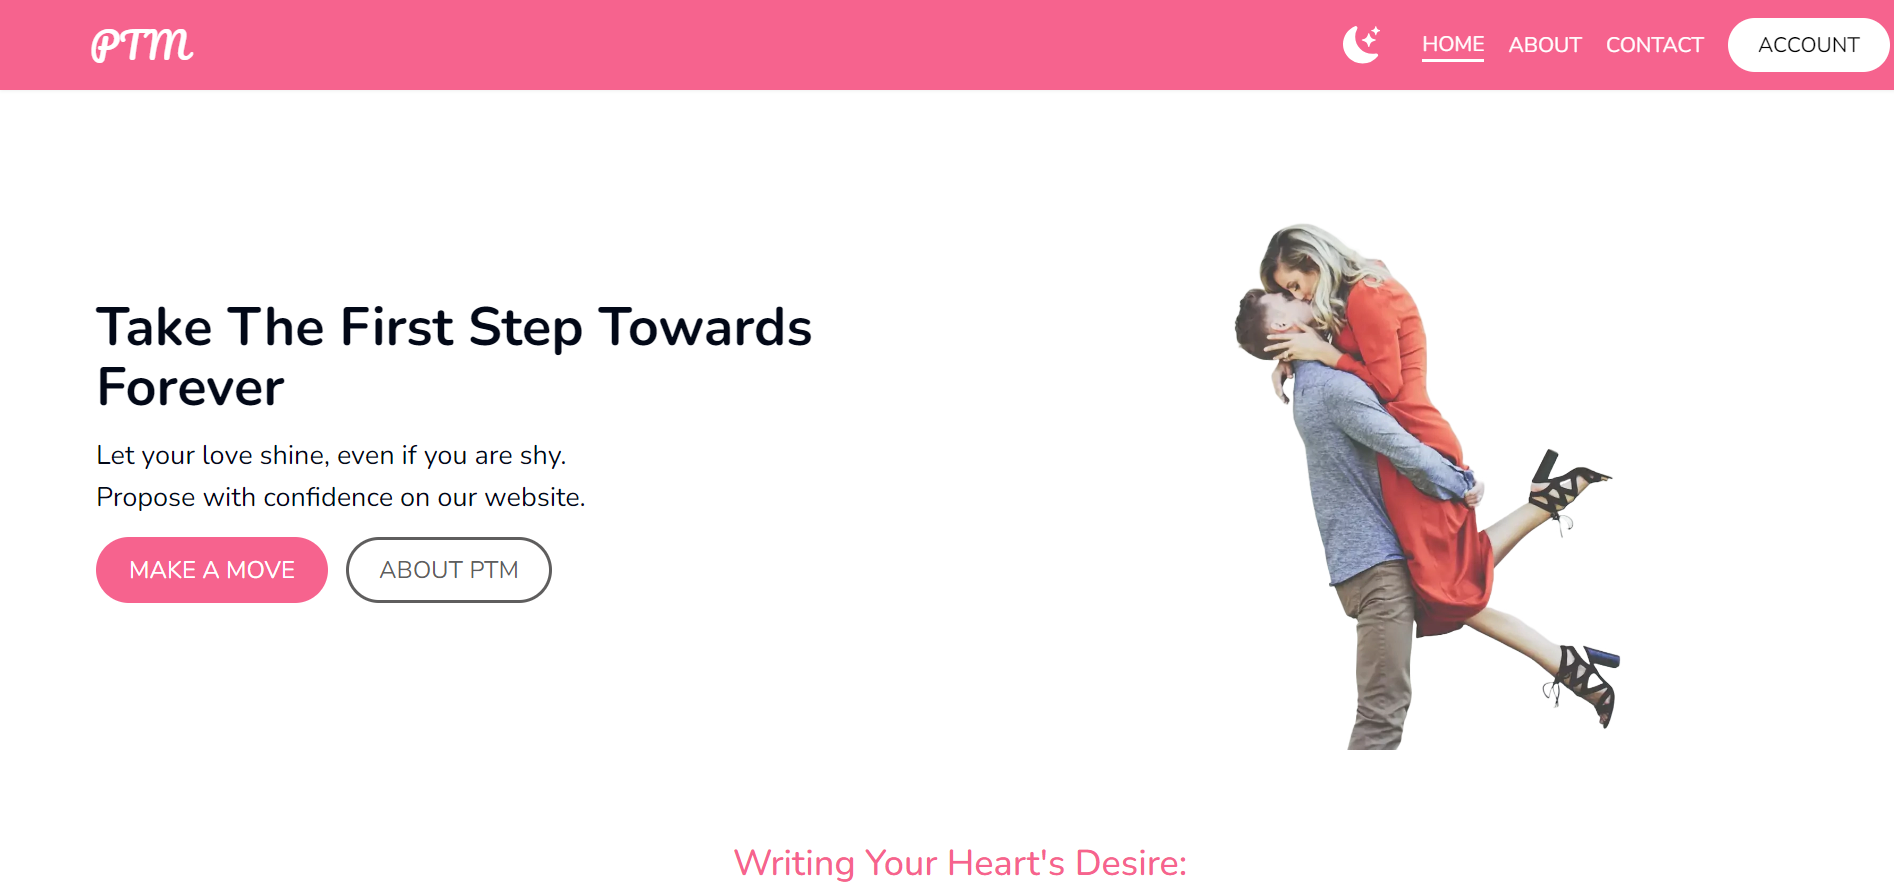 PTM
HOME ABOUT CONTACT ACCOUNT
Take The First Step Towards
Forever
Let your love shine, even if you are shy.
Propose with confidence on our website.
MAKE A MOVE ABOUT PTM
Writing Your Heart's Desire: